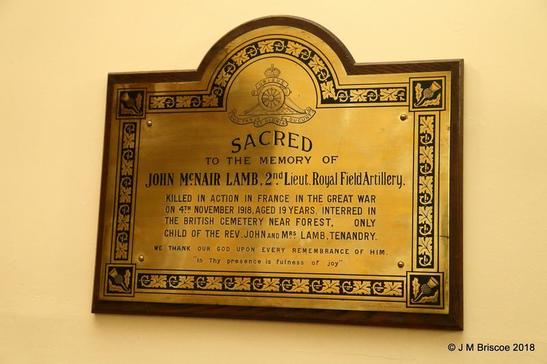 SACRED
TO THE MEMORY OF
JOHN McNAIR LAMB, 2nd Lieut. Royal Field Artillery.
KILLED IN ACTION IN FRANCE IN THE GREAT WAR
ON 4TH NOVEMBER 1918, AGED 19 YEARS. INTERRED IN
THE BRITISH CEMETERY NEAR FOREST, ONLY
CHILD OF THE REV. JOHN AND MRS LAMB, TENANDRY.
WE THANK OUR GOD UPON EVERY REMEMBRANCE OF HIM.
"In Thy presence is fulness of joy"
© J M Briscoe 2018